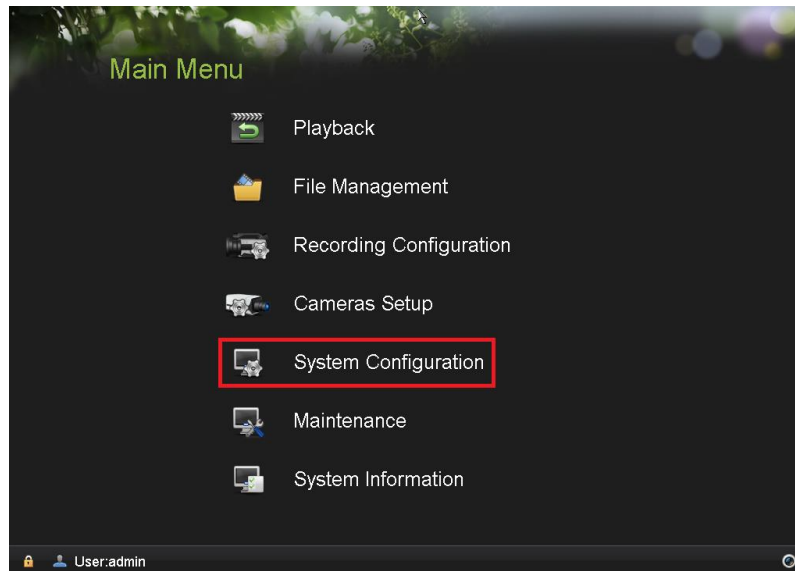 Main Menu
Playback
File Management
Recording Configuration
Cameras Setup
System Configuration
Maintenance
System Information
User:admin